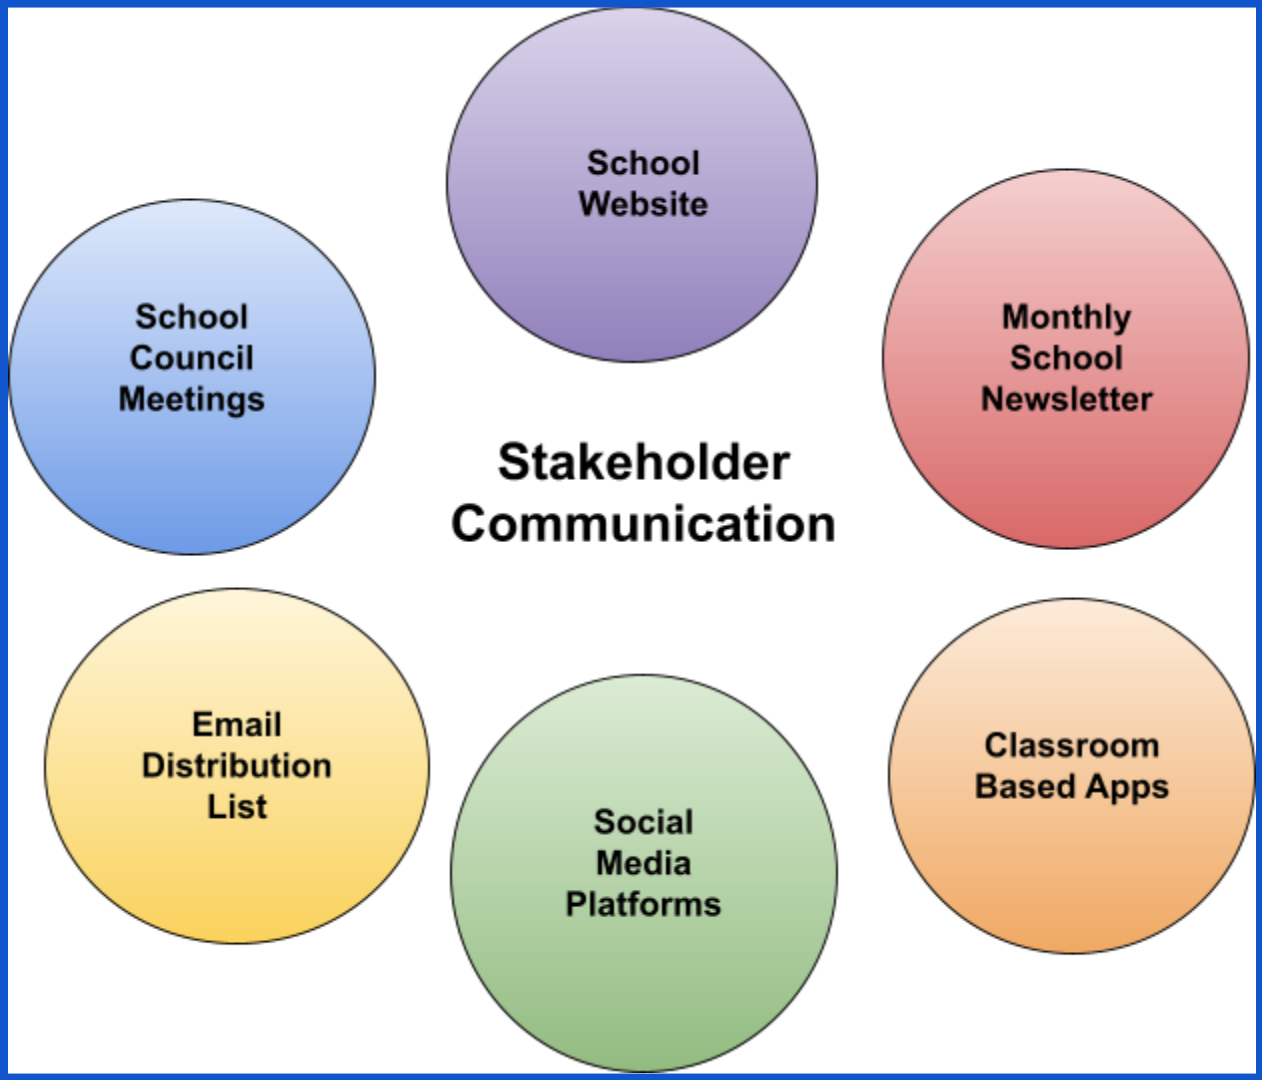 School
Website
School
Council
Meetings
Monthly
School
Newsletter
Stakeholder
Communication
Email
Distribution
List
Social
Media
Platforms
Classroom
Based Apps